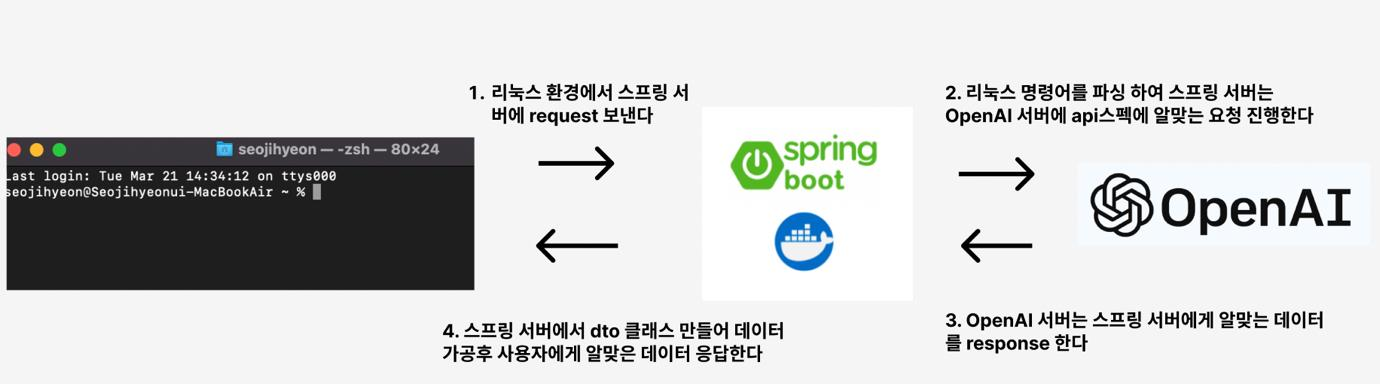 1. 리눅스 환경에서 스프링 서
버에 request 보낸다
2. 리눅스 명령어를 파싱 하여 스프링 서버는
OpenAI 서버에 api스펙에 알맞는 요청 진행한다
seojihyeon — -zsh — 80×24
Last login: Tue Mar 21 14:34:12 on ttys000
seojihyeon@Seojihyeonui-MacBookAir ~ %
spring
boot
OpenAI
4. 스프링 서버에서 dto 클래스 만들어 데이터
가공후 사용자에게 알맞은 데이터 응답한다
3. OpenAI 서버는 스프링 서버에게 알맞는 데이터
를 response 한다